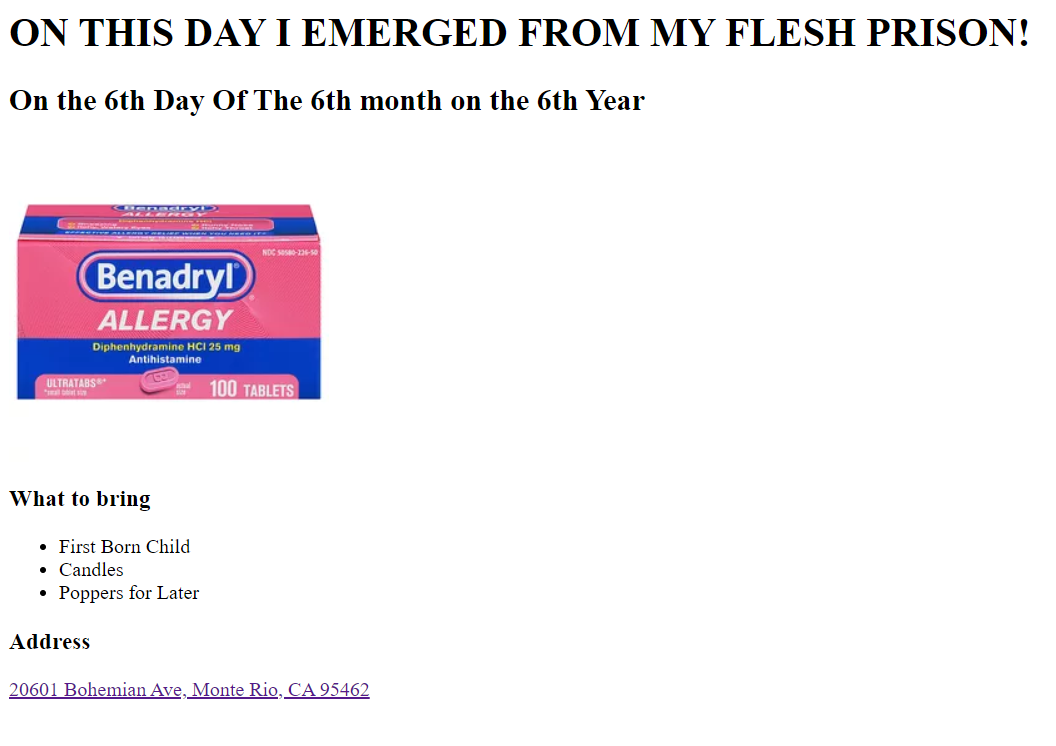 ON THIS DAY I EMERGED FROM MY FLESH PRISON!
On the 6th Day Of The 6th month on the 6th Year
Benadryl
ALLERGY
NDC 50580-226-50
Benadryl®
ALLERGY
Diphenhydramine HCl 25 mg
Antihistamine
ULTRATABS®*
*small tablet size
actual size
100 TABLETS
What to bring
• First Born Child
• Candles
• Poppers for Later
Address
20601 Bohemian Ave, Monte Rio, CA 95462